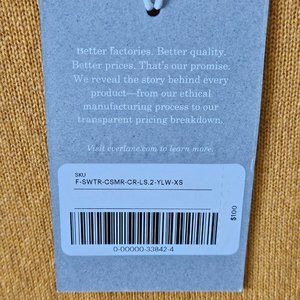 Better factories. Better quality.
Better prices. That's our promise.
We reveal the story behind every
product—from our ethical
manufacturing process to our
transparent pricing breakdown.
Visit everlane.com to learn more.
SKU
F-SWTR-CSMR-CR-LS.2-YLW-XS
$100
0-00000-33842-4